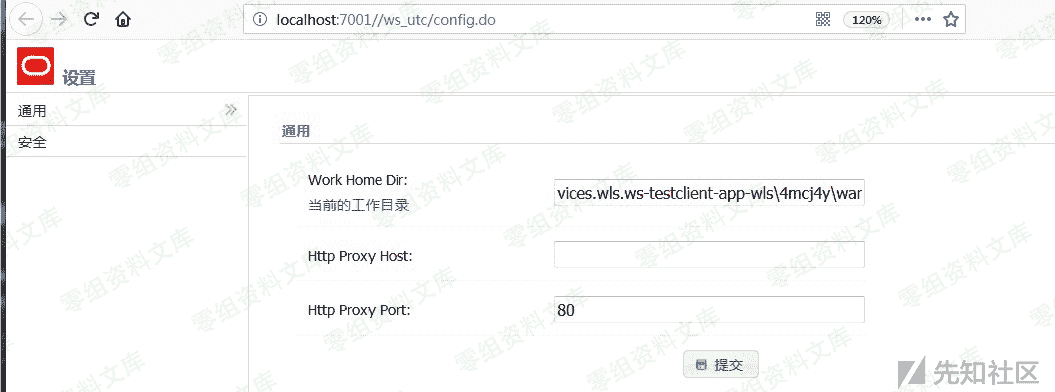 localhost:7001//ws_utc/config.do
120%
设置
通用
安全
通用
Work Home Dir:
vices.wls.ws-testclient-app-wls\4mcj4y\war
当前的工作目录
Http Proxy Host:
Http Proxy Port:
80
提交
零组资料文库
先知社区